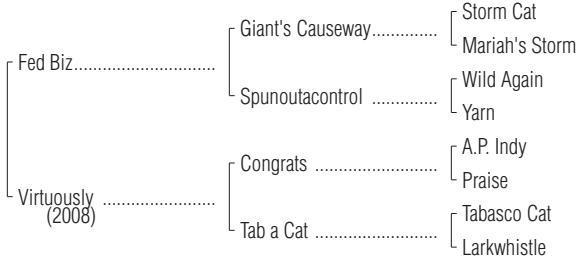 Storm Cat
Giant's Causeway..............
Mariah's Storm
Fed Biz..............................
Wild Again
Spunoutacontrol ..............
Yarn
A.P. Indy
Congrats ..........................
Praise
Virtuously ........................
(2008)
Tabasco Cat
Tab a Cat ..........................
Larkwhistle